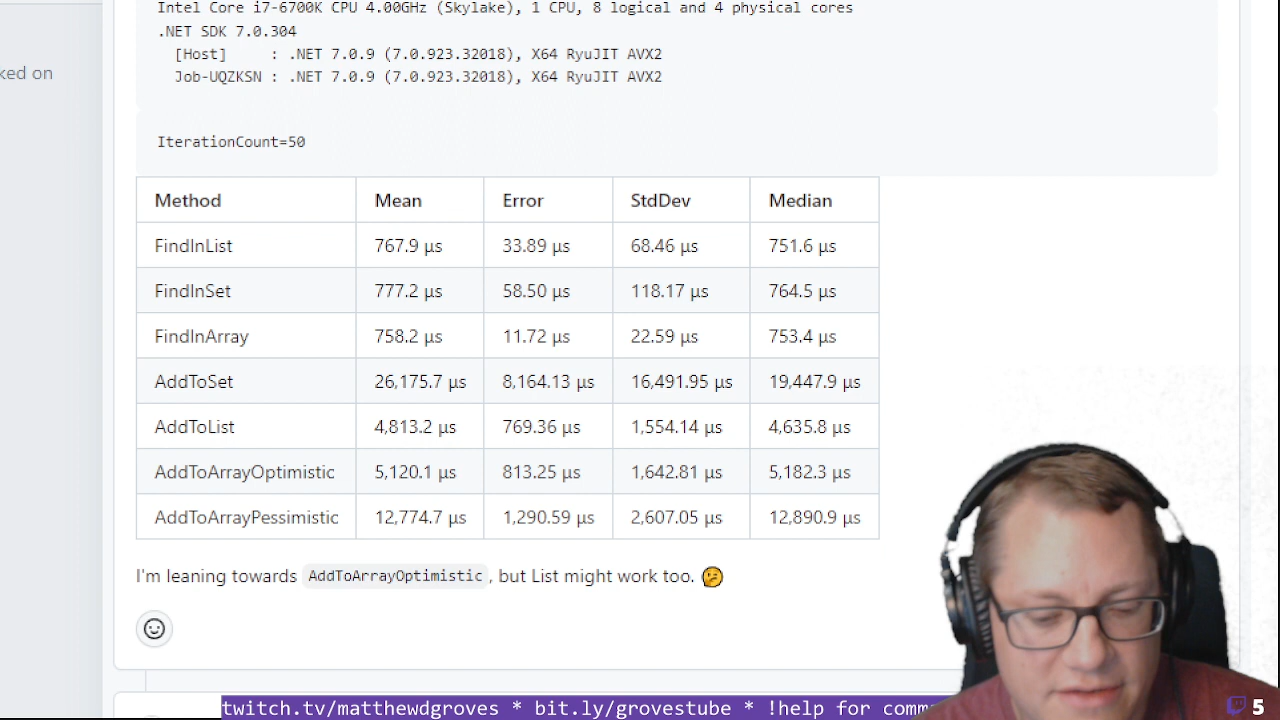 Intel Core i7-6700K CPU 4.00GHz (Skylake), 1 CPU, 8 logical and 4 physical cores
.NET SDK 7.0.304
[Host] : .NET 7.0.9 (7.0.923.32018), X64 RyuJIT AVX2
Job-UQZKSN : .NET 7.0.9 (7.0.923.32018), X64 RyuJIT AVX2
ked on
IterationCount=50
Method Mean Error StdDev Median
FindInList 767.9 μs 33.89 μs 68.46 μs 751.6 μs
FindInSet 777.2 μs 58.50 μs 118.17 μs 764.5 μs
FindInArray 758.2 μs 11.72 μs 22.59 μs 753.4 μs
AddToSet 26,175.7 μs 8,164.13 μs 16,491.95 μs 19,447.9 μs
AddToList 4,813.2 μs 769.36 μs 1,554.14 μs 4,635.8 μs
AddToArrayOptimistic 5,120.1 μs 813.25 μs 1,642.81 μs 5,182.3 μs
AddToArrayPessimistic 12,774.7 μs 1,290.59 μs 2,607.05 μs 12,890.9 μs
I'm leaning towards AddToArrayOptimistic, but List might work too. 🤔
twitch.tv/matthewdgroves * bit.ly/grovestube * !help for comm
5